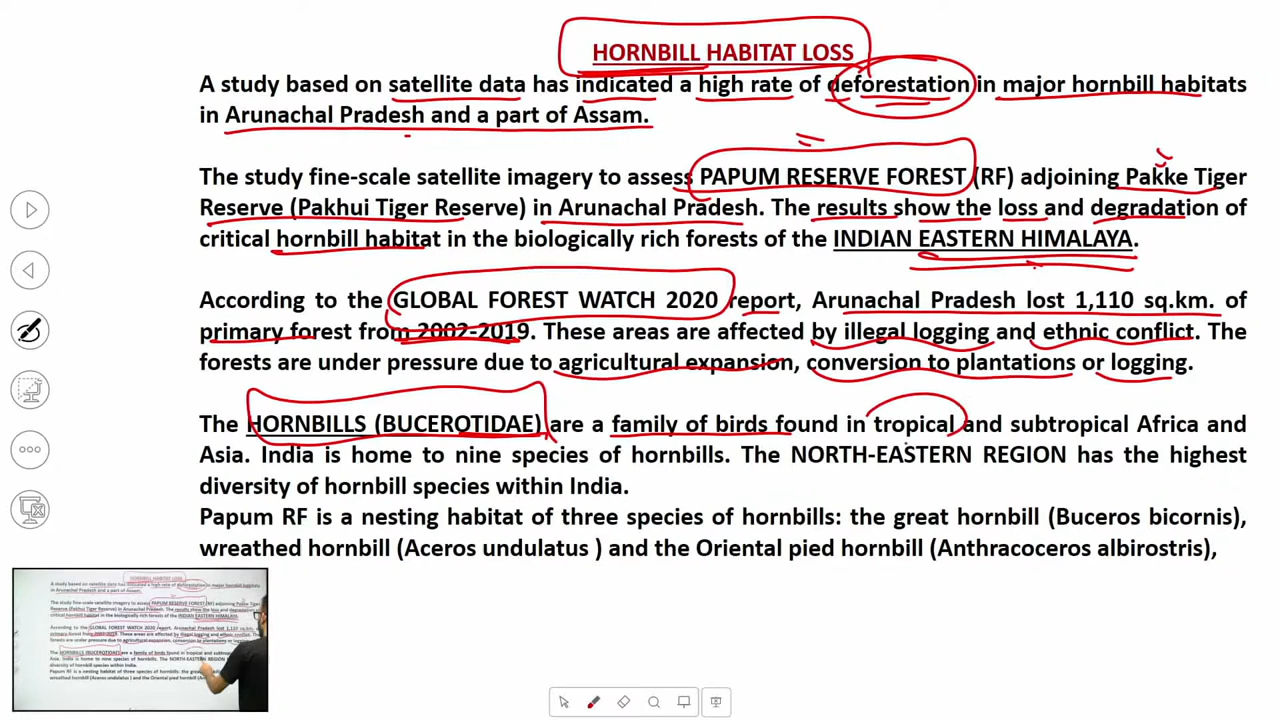 HORNBILL HABITAT LOSS
A study based on satellite data has indicated a high rate of deforestation in major hornbill habitats
in Arunachal Pradesh and a part of Assam.
The study fine-scale satellite imagery to assess PAPUM RESERVE FOREST (RF) adjoining Pakke Tiger
Reserve (Pakhui Tiger Reserve) in Arunachal Pradesh. The results show the loss and degradation of
critical hornbill habitat in the biologically rich forests of the INDIAN EASTERN HIMALAYA.
According to the GLOBAL FOREST WATCH 2020 report, Arunachal Pradesh lost 1,110 sq.km. of
primary forest from 2002-2019. These areas are affected by illegal logging and ethnic conflict. The
forests are under pressure due to agricultural expansion, conversion to plantations or logging.
The HORNBILLS (BUCEROTIDAE) are a family of birds found in tropical and subtropical Africa and
Asia. India is home to nine species of hornbills. The NORTH-EASTERN REGION has the highest
diversity of hornbill species within India.
Papum RF is a nesting habitat of three species of hornbills: the great hornbill (Buceros bicornis),
wreathed hornbill (Aceros undulatus ) and the Oriental pied hornbill (Anthracoceros albirostris),